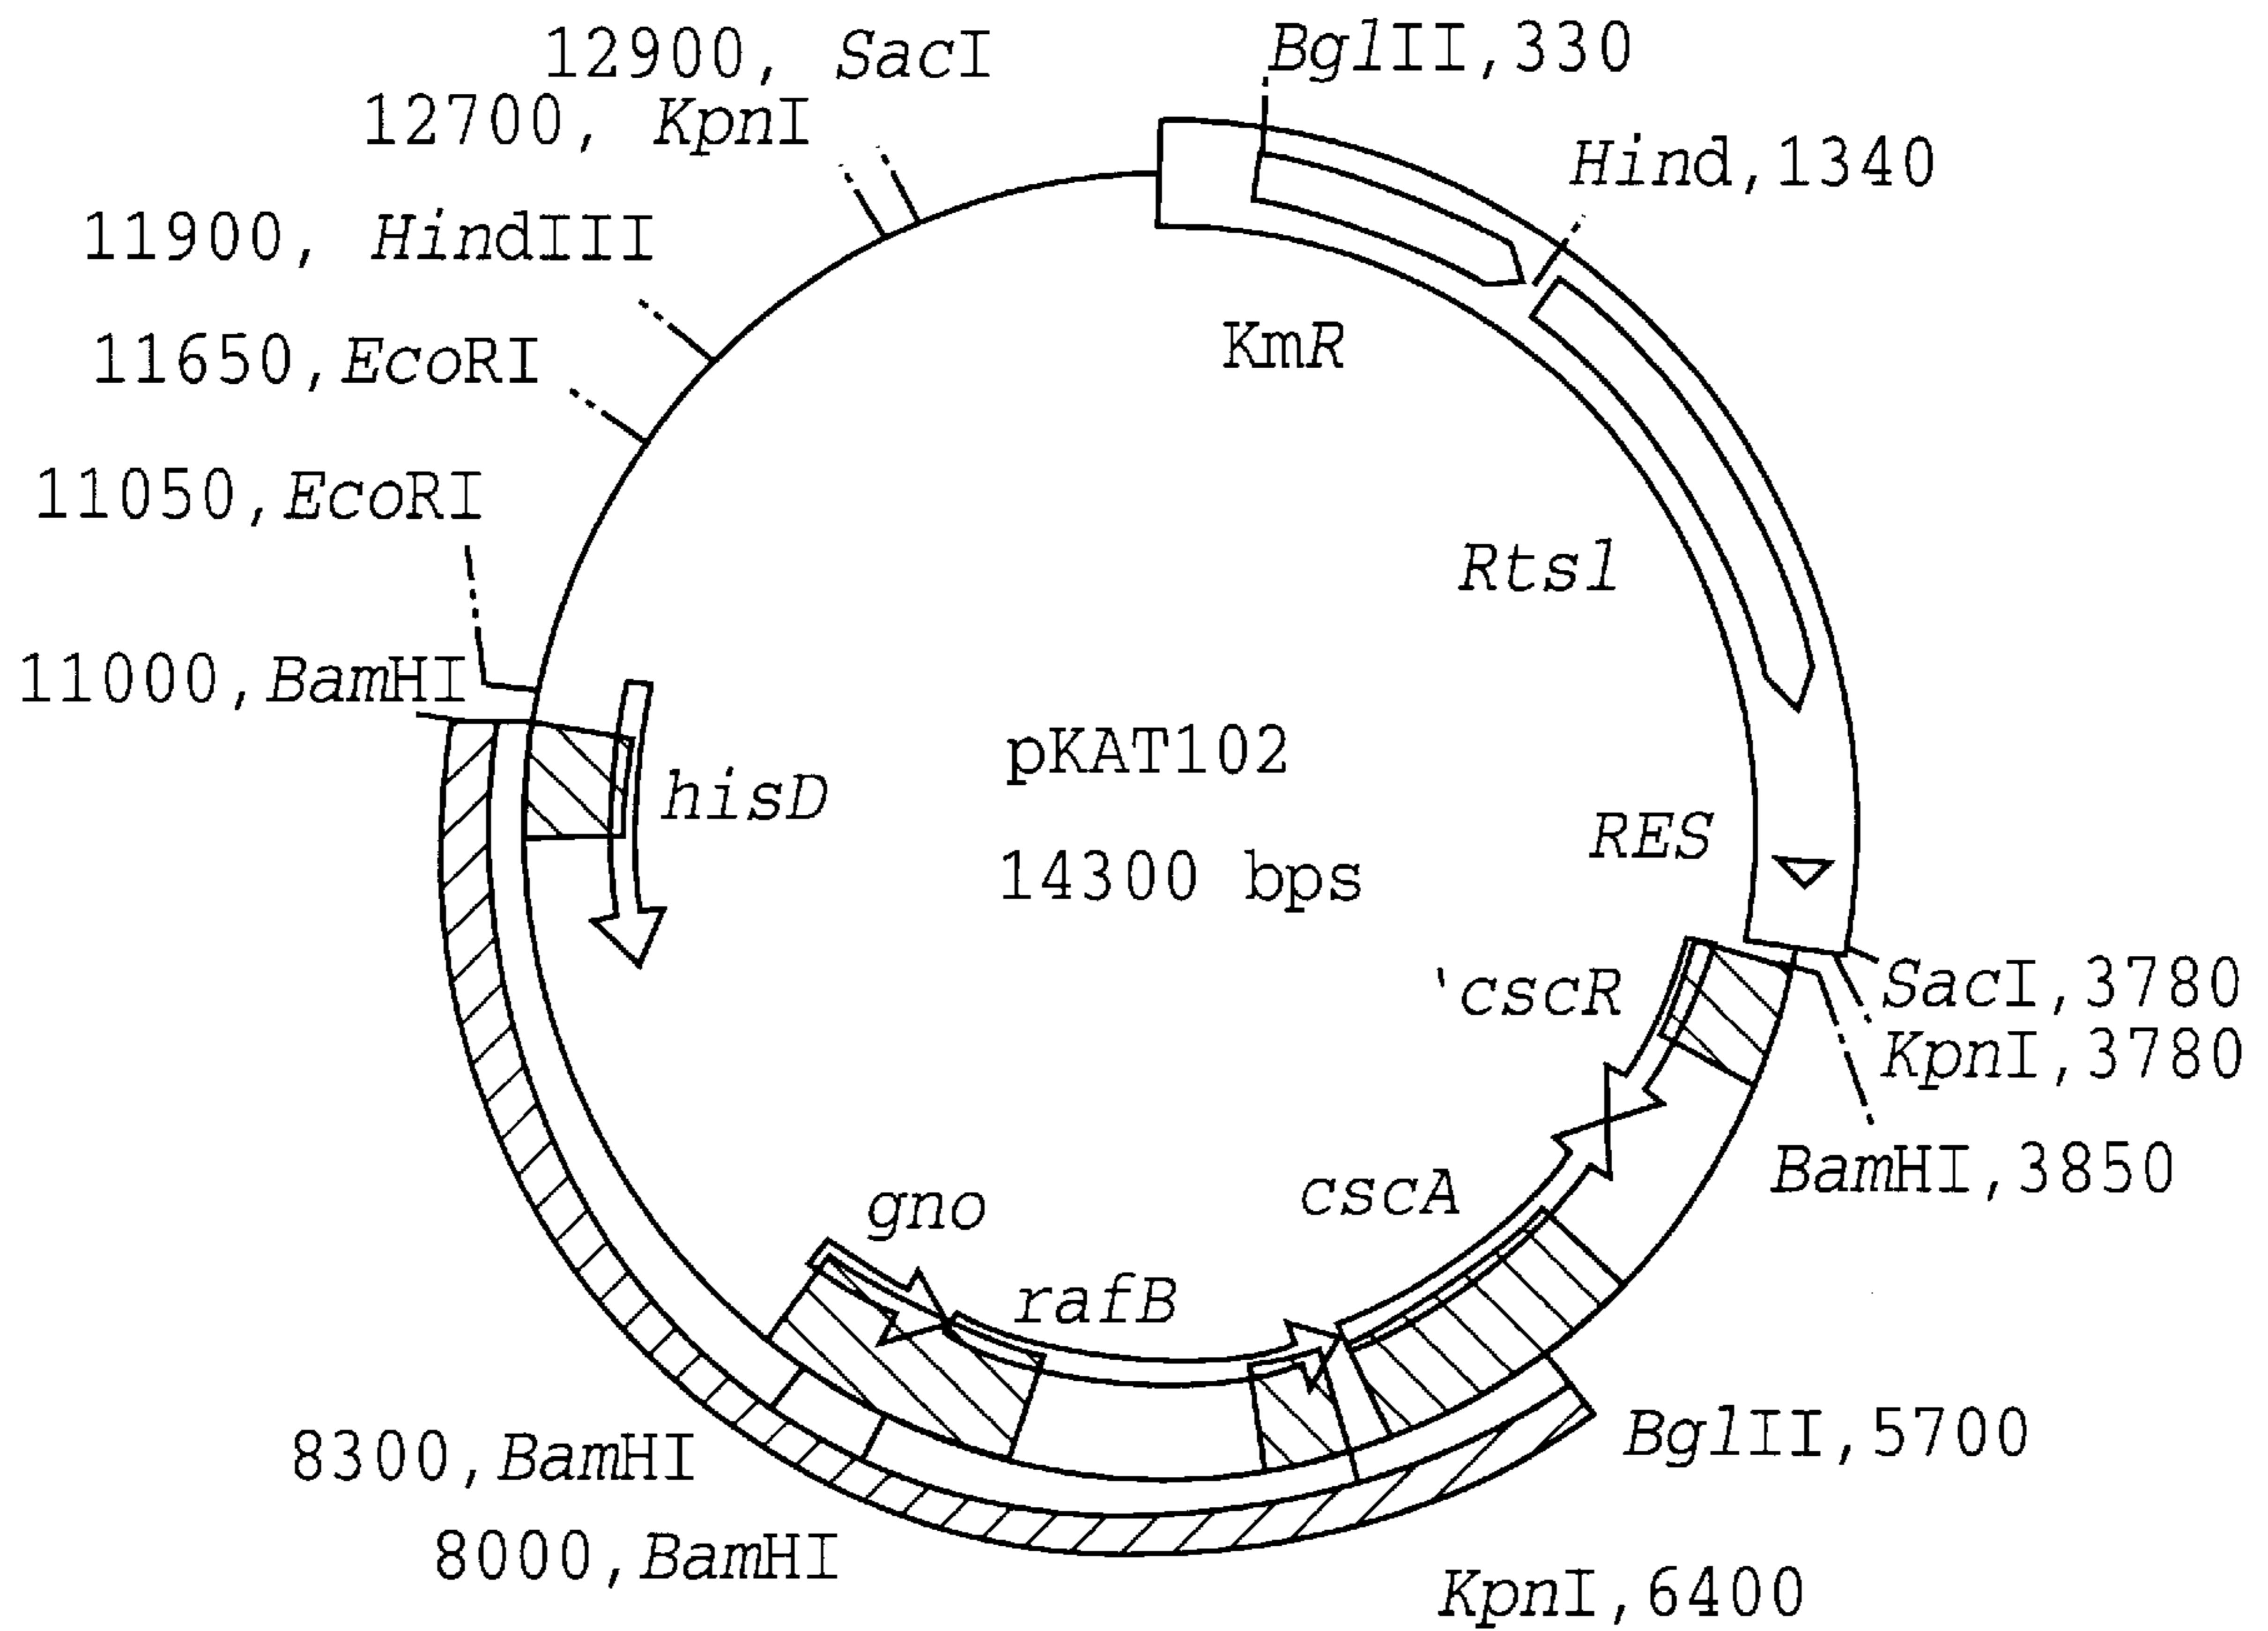 12900, SacI
BglII,330
12700, KpnI
Hind,1340
11900, HindIII
KmR
11650,EcoRI
11050,EcoRI
Rtsl
11000,BamHI
pKAT102
hisD
RES
14300 bps
'cscR
SacI,3780
KpnI,3780
BamHI,3850
cscA
gno
rafB
BglII,5700
8300,BamHI
8000,BamHI
KpnI,6400